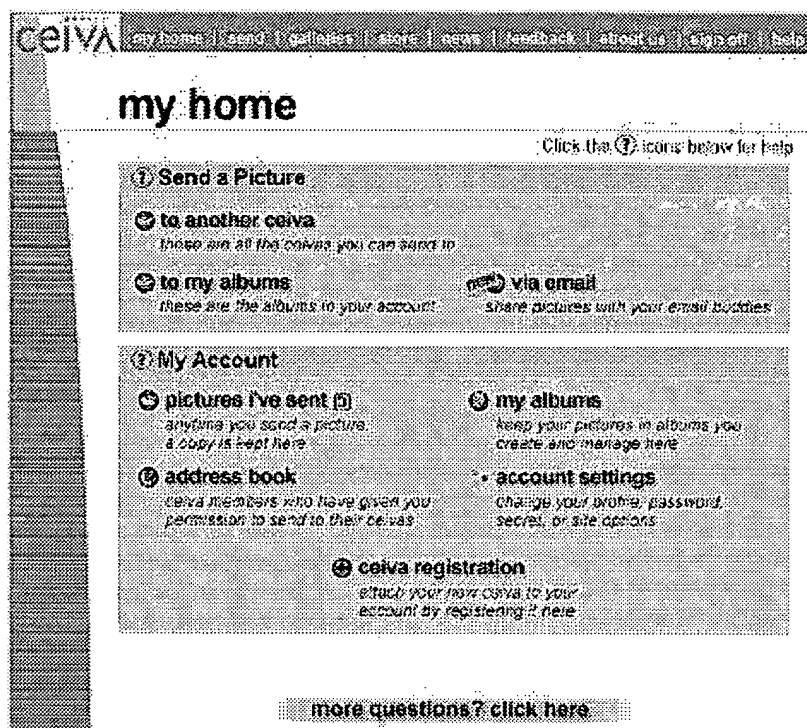 ceiva my home | send | galleries | store | news | feedback | about us | sign off | help
my home
Click the ? icons below for help
? Send a Picture
to another ceiva
these are all the ceivas you can send to
to my albums
these are the albums in your account
new via email
share pictures with your email buddies
? My Account
pictures i've sent [5]
anytime you send a picture,
a copy is kept here
my albums
keep your pictures in albums you
create and manage here
address book
ceiva members who have given you
permission to send to their ceivas
account settings
change your profile, password,
secret, or site options
ceiva registration
attach your new ceiva to your
account by registering it here
more questions? click here